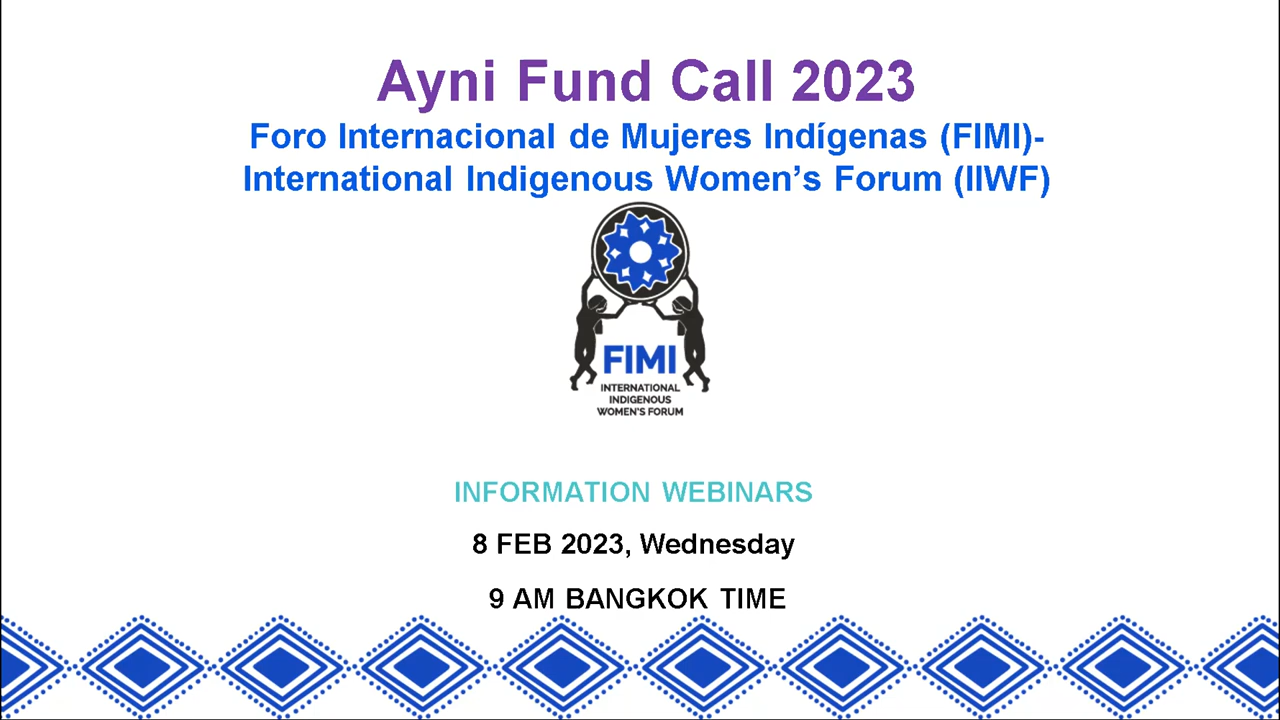 Ayni Fund Call 2023
Foro Internacional de Mujeres Indígenas (FIMI)-
International Indigenous Women’s Forum (IIWF)
FIMI
INTERNATIONAL
INDIGENOUS
WOMEN'S FORUM
INFORMATION WEBINARS
8 FEB 2023, Wednesday
9 AM BANGKOK TIME